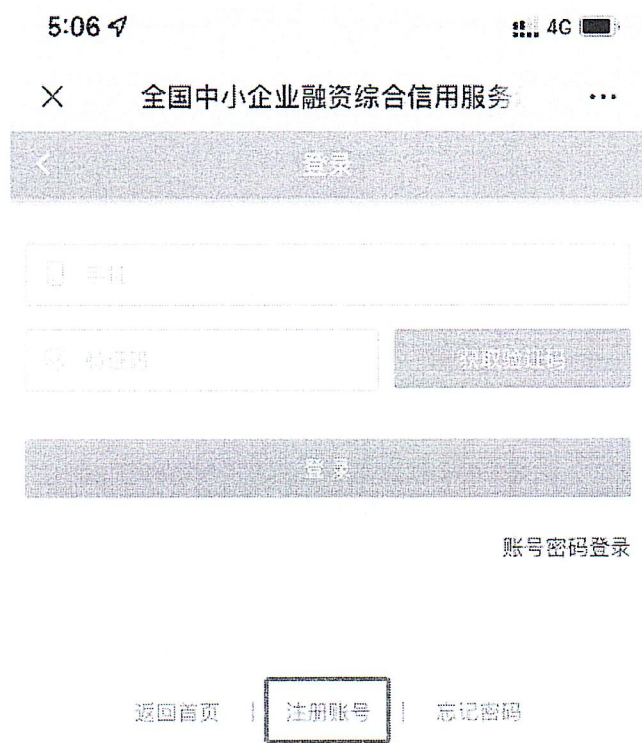 5:06 4G
全国中小企业融资综合信用服务
登录
手机
验证码 获取验证码
登录
账号密码登录
返回首页 | 注册账号 | 忘记密码